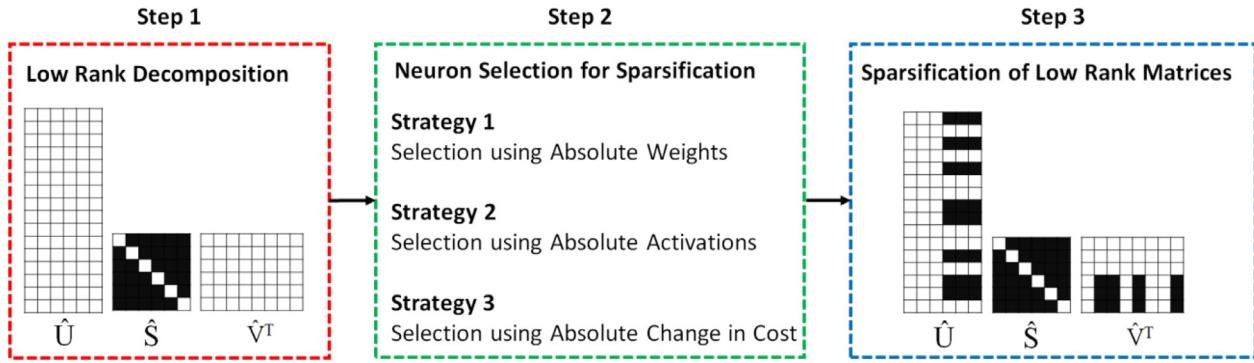 Step 1
Step 2
Step 3
Low Rank Decomposition
Neuron Selection for Sparsification
Sparsification of Low Rank Matrices
Strategy 1
Selection using Absolute Weights
Strategy 2
Selection using Absolute Activations
Strategy 3
Selection using Absolute Change in Cost
Û Ŝ V̂ᵀ
Û Ŝ V̂ᵀ